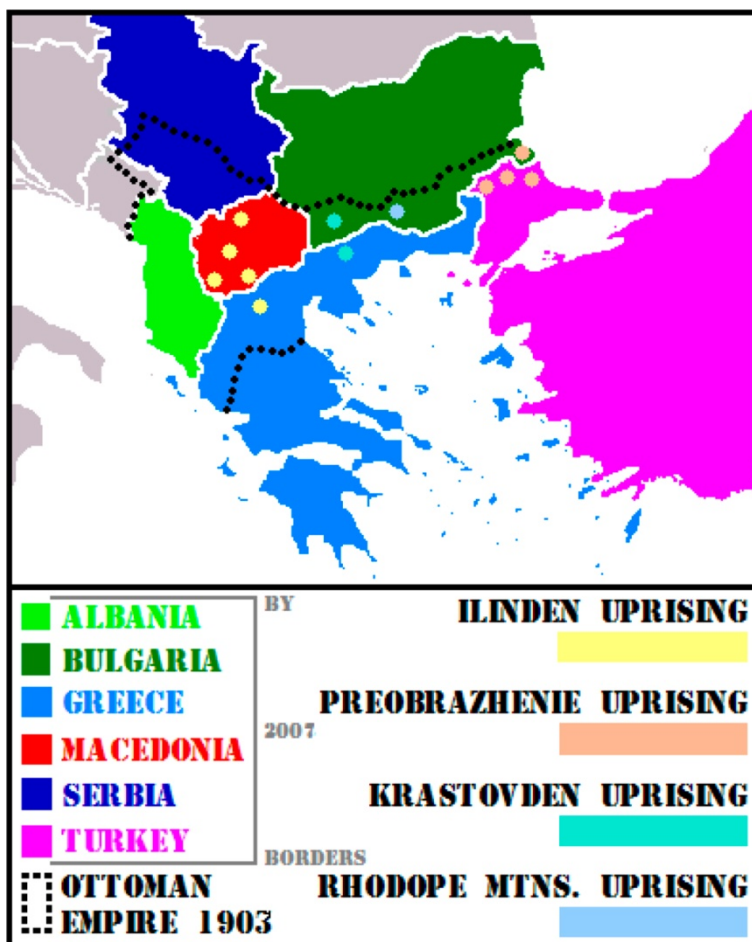 ALBANIA
BULGARIA
GREECE
MACEDONIA
SERBIA
TURKEY
OTTOMAN
EMPIRE 1903
BY
2007
BORDERS
ILINDEN UPRISING
PREOBRAZHENIE UPRISING
KRASTOVDEN UPRISING
RHODOPE MTNS. UPRISING